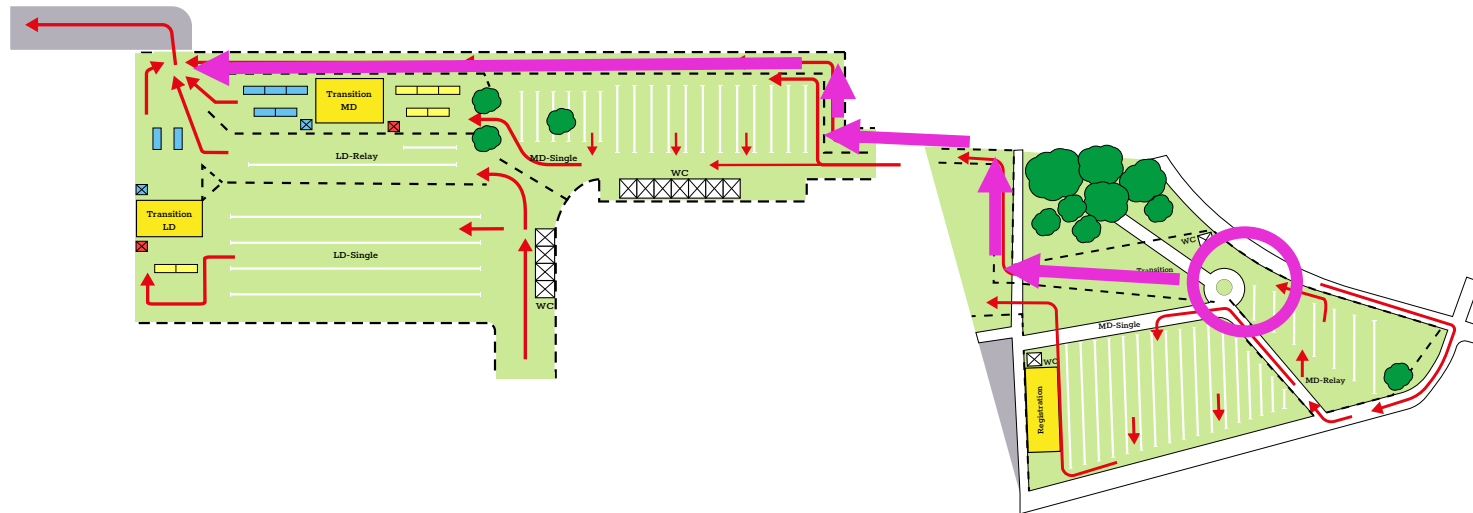 Transition
MD
LD-Relay
MD-Single
WC
Transition
LD
LD-Single
WC
WC
Transition
MD-Single
WC
MD-Relay
Registration